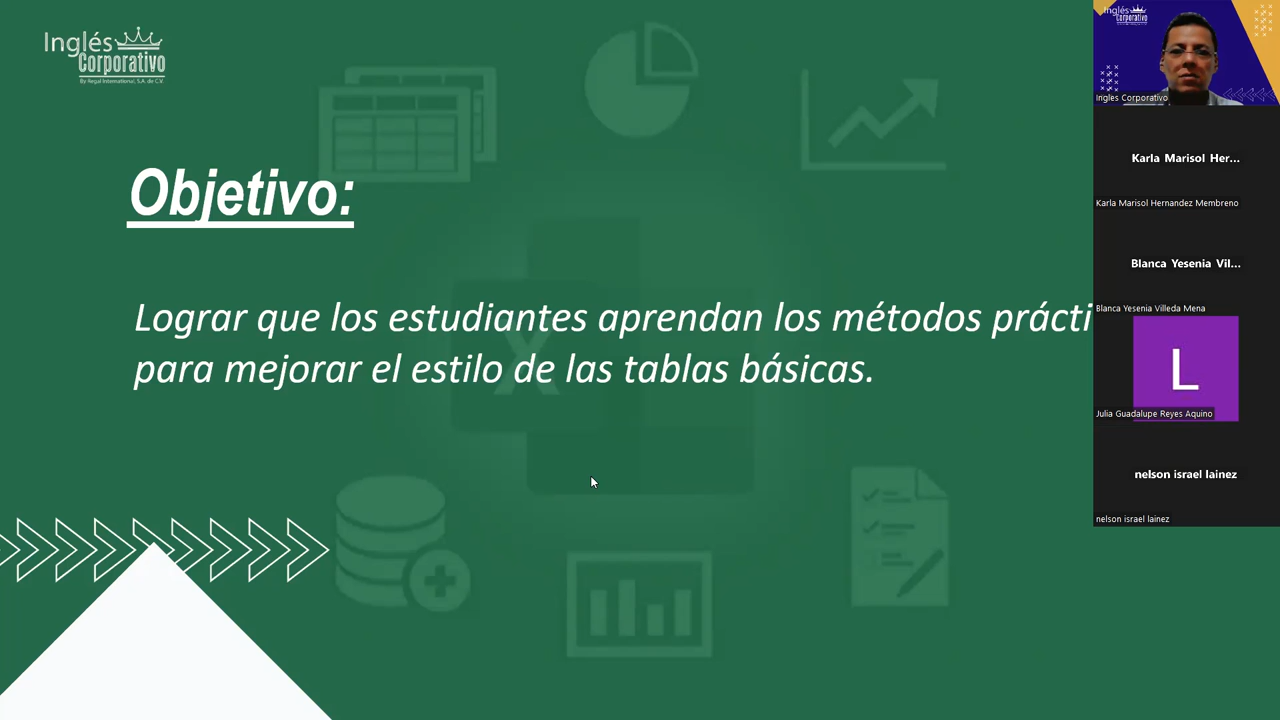 Inglés
Corporativo
By Regal International, S.A. de C.V.
Objetivo:
Lograr que los estudiantes aprendan los métodos prácti
para mejorar el estilo de las tablas básicas.
Inglés
Corporativo
Ingles Corporativo
Karla Marisol Her...
Karla Marisol Hernandez Membreno
Blanca Yesenia Vil...
Blanca Yesenia Villeda Mena
L
Julia Guadalupe Reyes Aquino
nelson israel lainez
nelson israel lainez